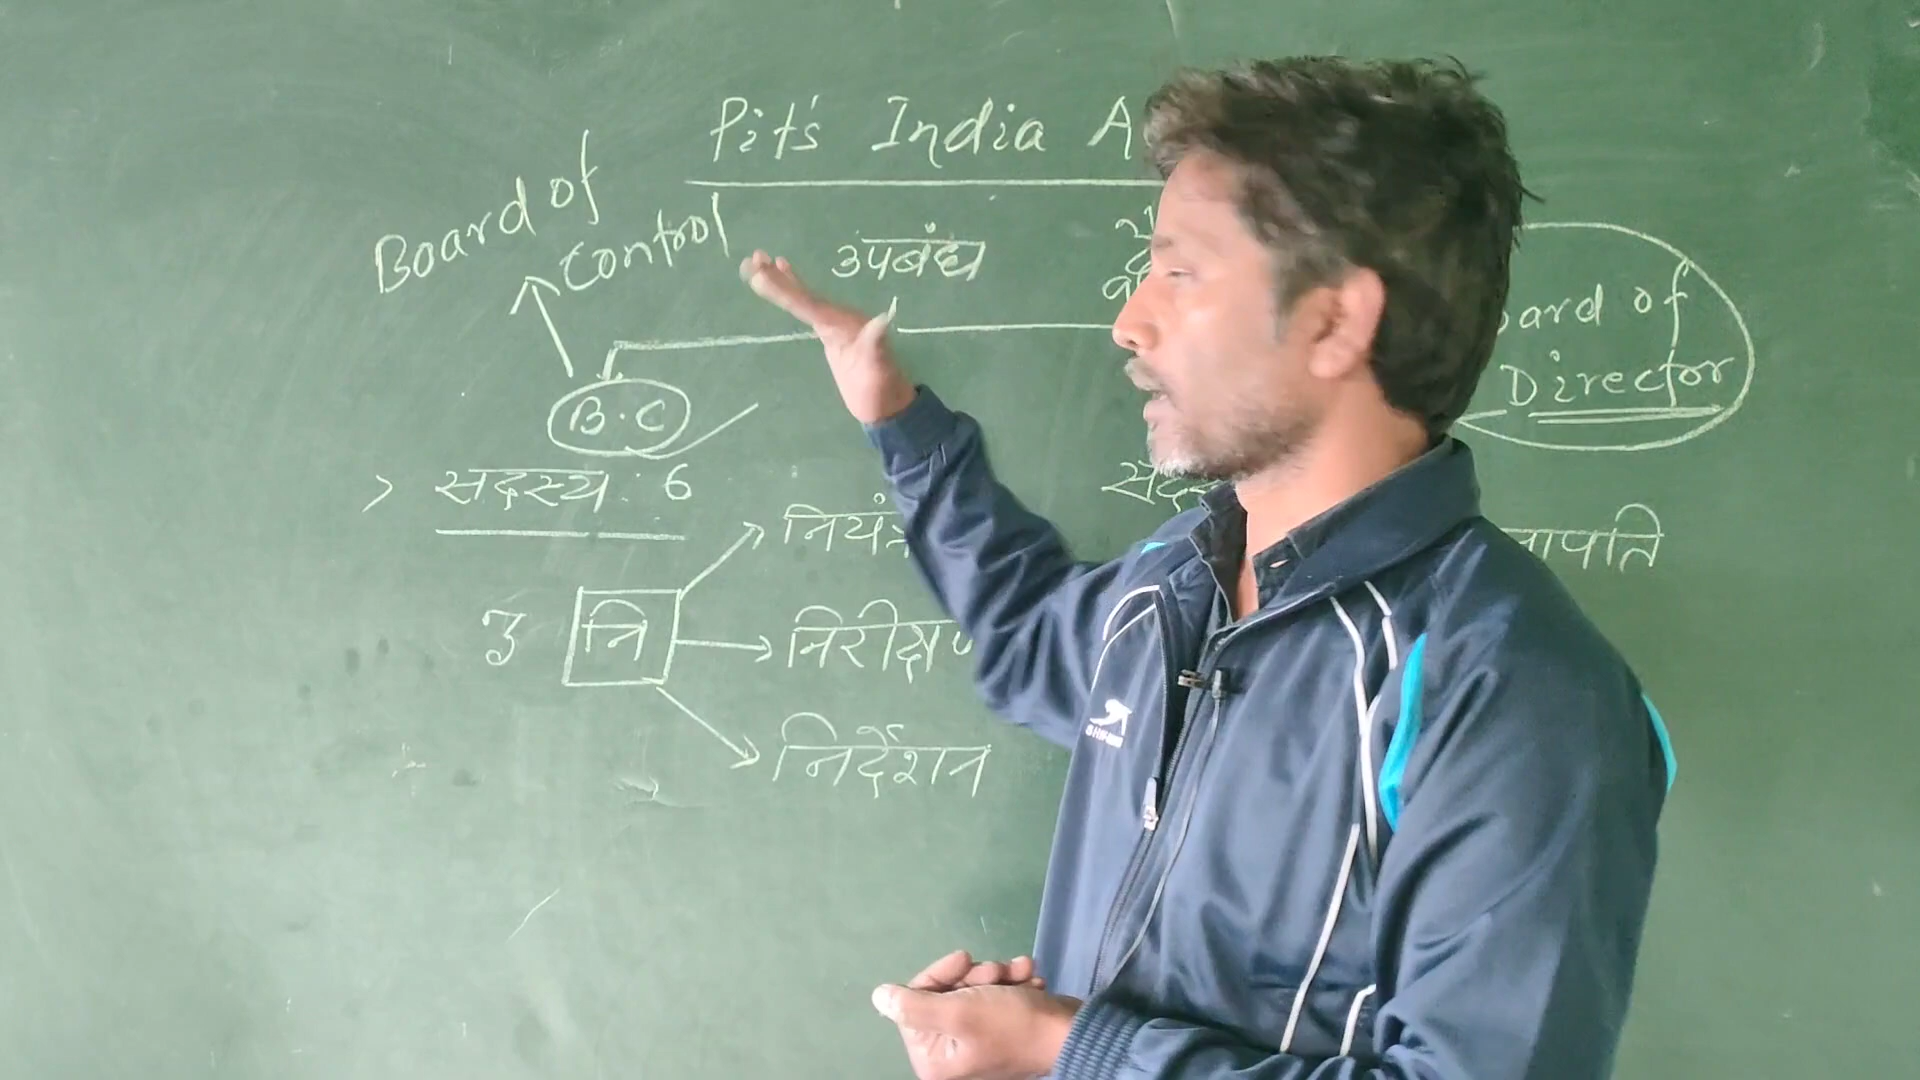 Pit's India A
Board of
Control
उपबंध
B.C
Board of
Director
सदस्य : 6
3 नि
नियंत्र
निरीक्षण
निर्देशन